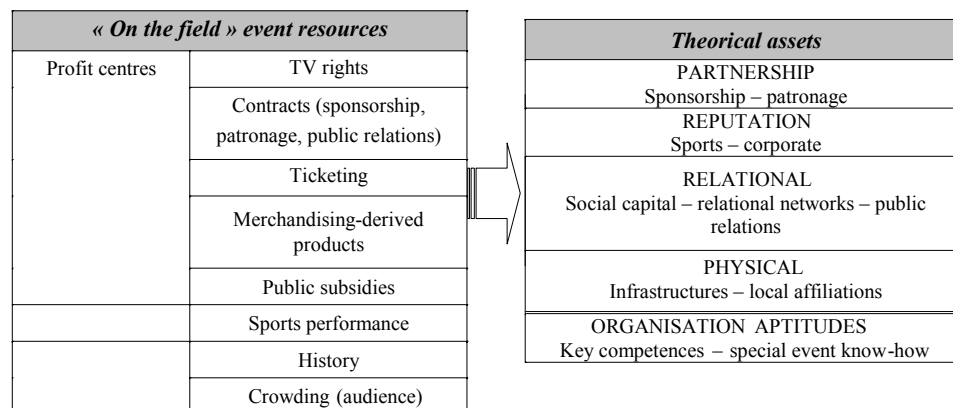 « On the field » event resources
Profit centres
TV rights
Contracts (sponsorship,
patronage, public relations)
Ticketing
Merchandising-derived
products
Public subsidies
Sports performance
History
Crowding (audience)
Theorical assets
PARTNERSHIP
Sponsorship – patronage
REPUTATION
Sports – corporate
RELATIONAL
Social capital – relational networks – public
relations
PHYSICAL
Infrastructures – local affiliations
ORGANISATION APTITUDES
Key competences – special event know-how